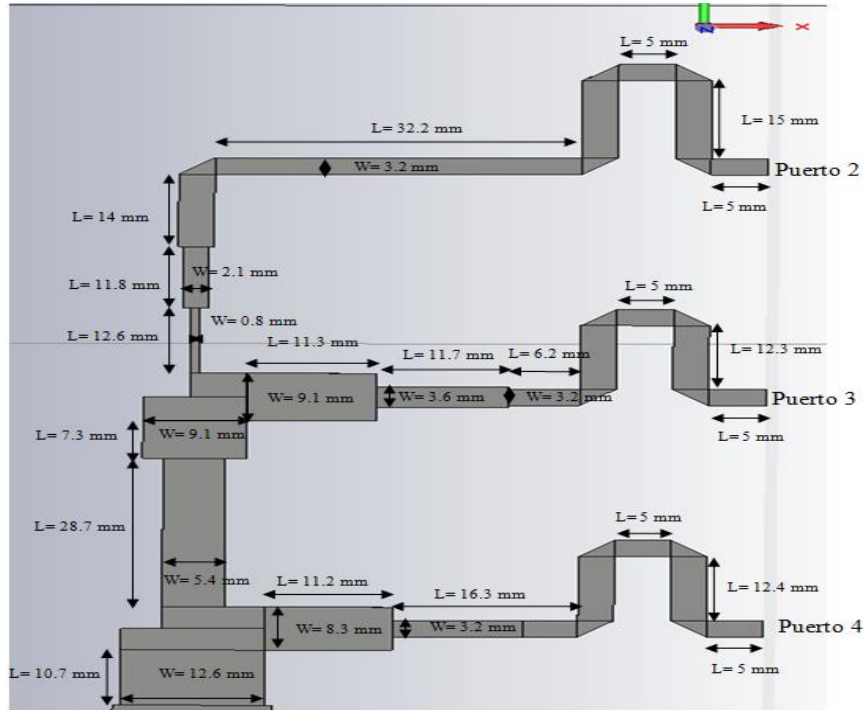 x
z
L= 5 mm
L= 15 mm
L= 32.2 mm
W= 3.2 mm
Puerto 2
L= 5 mm
L= 14 mm
W= 2.1 mm
L= 11.8 mm
L= 5 mm
W= 0.8 mm
L= 12.6 mm
L= 11.3 mm
L= 11.7 mm
L= 6.2 mm
L= 12.3 mm
W= 9.1 mm
W= 3.6 mm
W= 3.2 mm
Puerto 3
L= 5 mm
L= 7.3 mm
W= 9.1 mm
L= 28.7 mm
L= 5 mm
W= 5.4 mm
L= 11.2 mm
L= 16.3 mm
L= 12.4 mm
W= 8.3 mm
W= 3.2 mm
Puerto 4
L= 10.7 mm
W= 12.6 mm
L= 5 mm